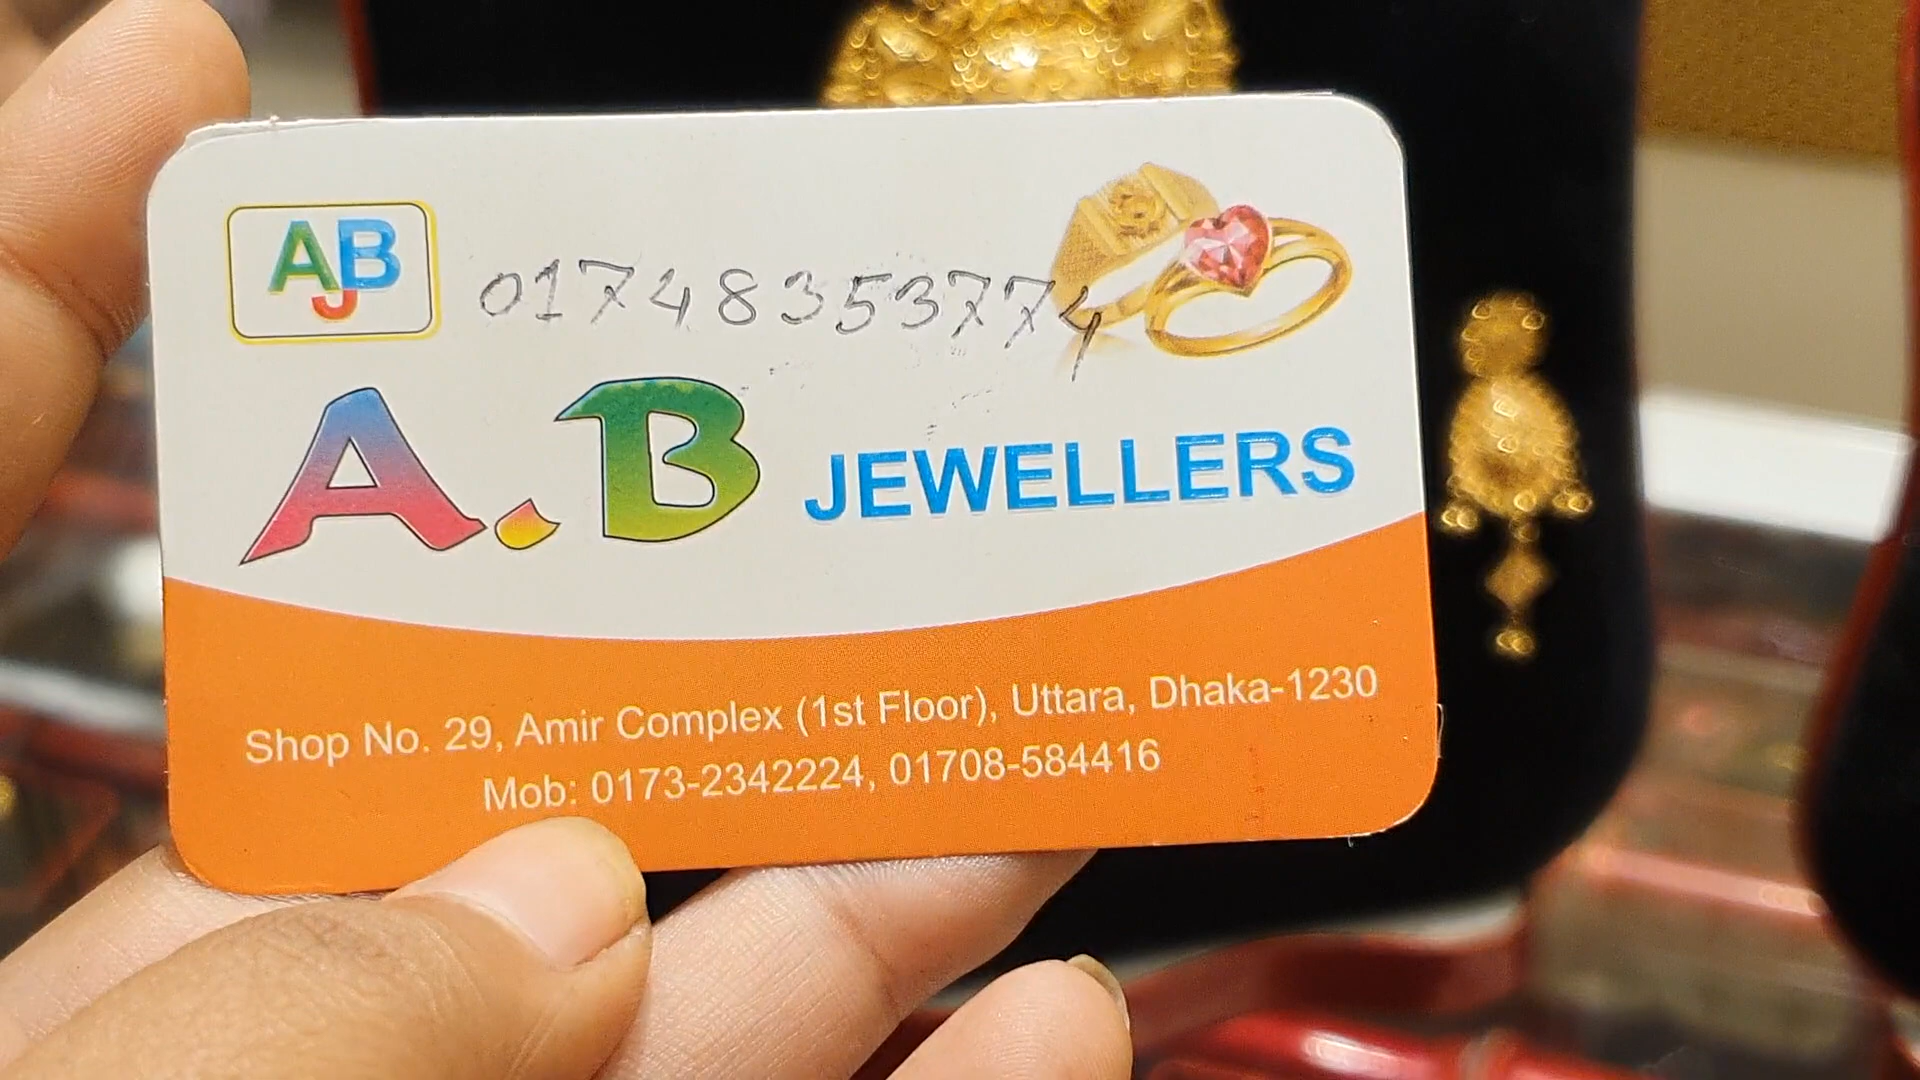 AJB
01748353774
A.B JEWELLERS
Shop No. 29, Amir Complex (1st Floor), Uttara, Dhaka-1230
Mob: 0173-2342224, 01708-584416